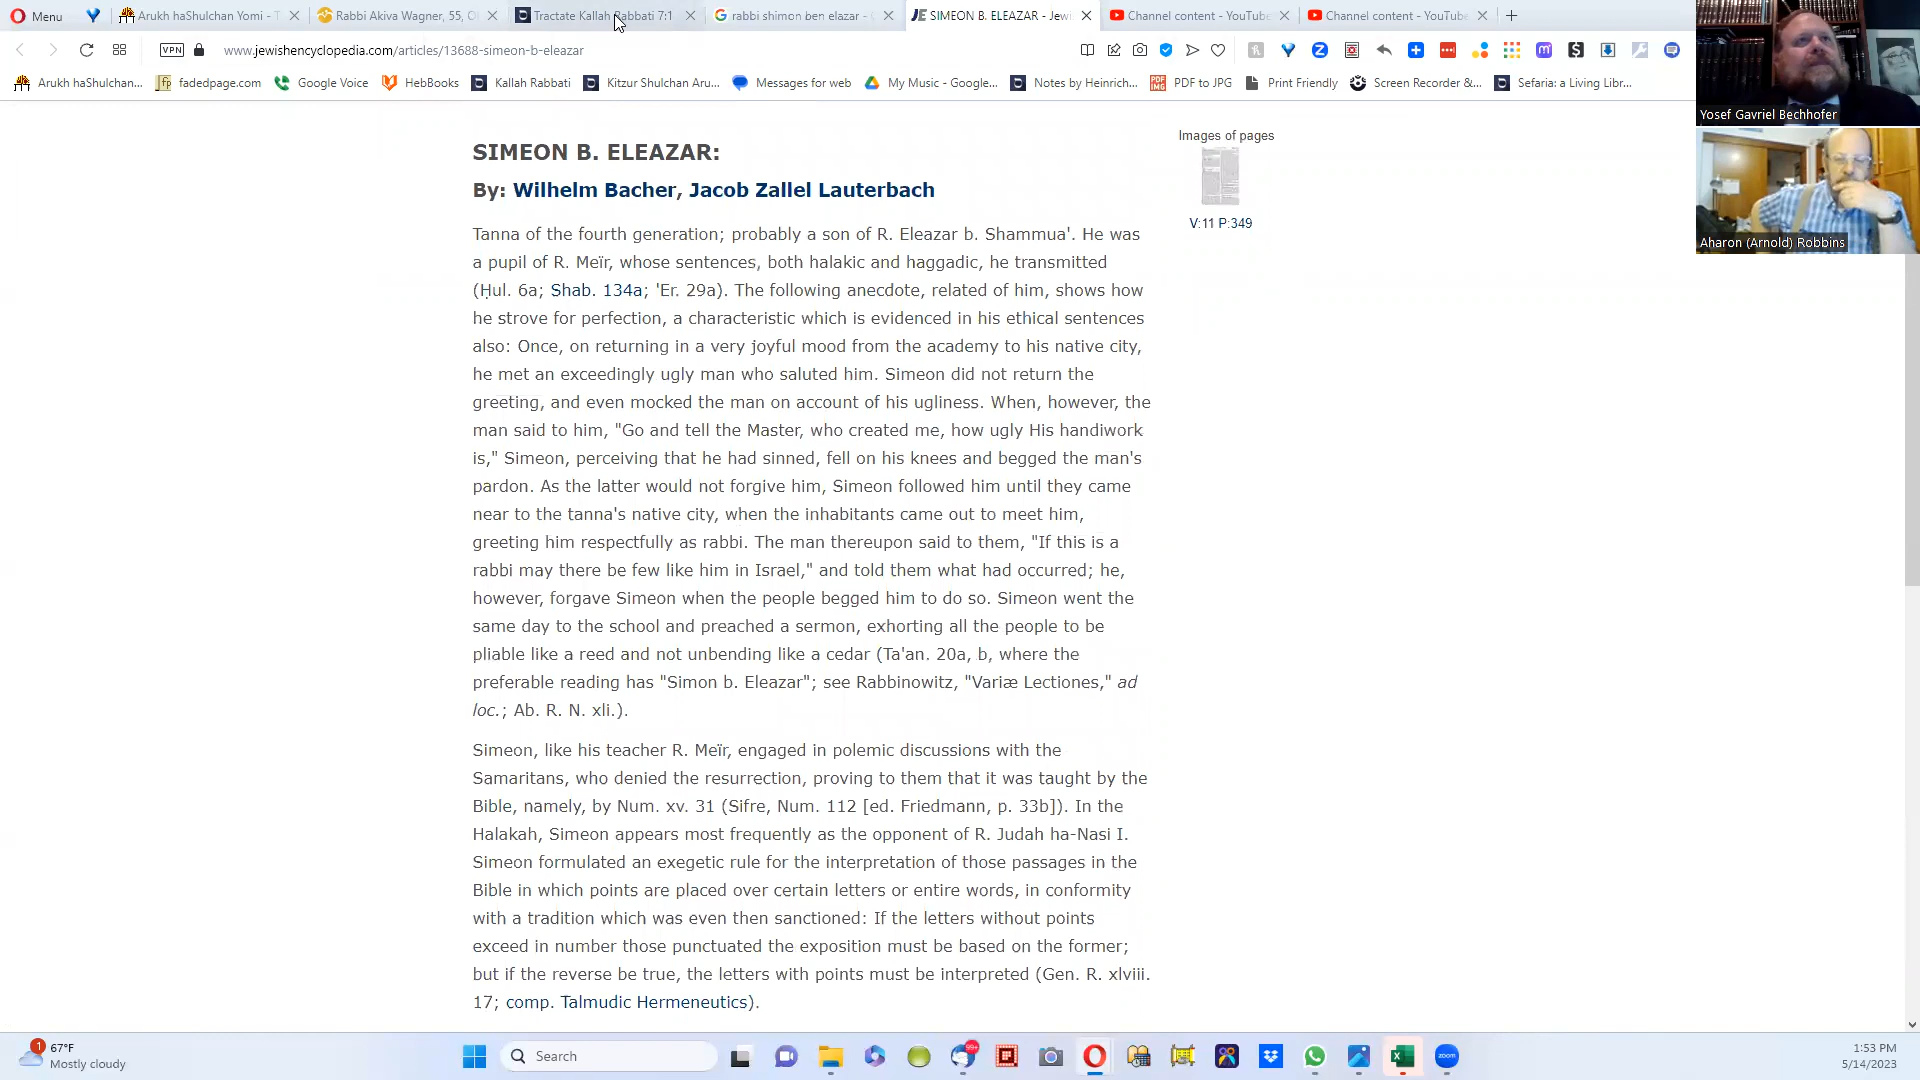 Menu
Arukh haShulchan Yomi - T
Rabbi Akiva Wagner, 55, O
Tractate Kallah Rabbati 7:1
rabbi shimon ben elazar -
SIMEON B. ELEAZAR - Jewi
Channel content - YouTube
Channel content - YouTube
VPN
www.jewishencyclopedia.com/articles/13688-simeon-b-eleazar
Arukh haShulchan...
fadedpage.com
Google Voice
HebBooks
Kallah Rabbati
Kitzur Shulchan Aru...
Messages for web
My Music - Google...
Notes by Heinrich...
PDF to JPG
Print Friendly
Screen Recorder &...
Sefaria: a Living Libr...
Yosef Gavriel Bechhofer
Aharon (Arnold) Robbins
SIMEON B. ELEAZAR:
By: Wilhelm Bacher, Jacob Zallel Lauterbach
Images of pages
V:11 P:349
Tanna of the fourth generation; probably a son of R. Eleazar b. Shammua'. He was
a pupil of R. Meïr, whose sentences, both halakic and haggadic, he transmitted
(Ḥul. 6a; Shab. 134a; 'Er. 29a). The following anecdote, related of him, shows how
he strove for perfection, a characteristic which is evidenced in his ethical sentences
also: Once, on returning in a very joyful mood from the academy to his native city,
he met an exceedingly ugly man who saluted him. Simeon did not return the
greeting, and even mocked the man on account of his ugliness. When, however, the
man said to him, "Go and tell the Master, who created me, how ugly His handiwork
is," Simeon, perceiving that he had sinned, fell on his knees and begged the man's
pardon. As the latter would not forgive him, Simeon followed him until they came
near to the tanna's native city, when the inhabitants came out to meet him,
greeting him respectfully as rabbi. The man thereupon said to them, "If this is a
rabbi may there be few like him in Israel," and told them what had occurred; he,
however, forgave Simeon when the people begged him to do so. Simeon went the
same day to the school and preached a sermon, exhorting all the people to be
pliable like a reed and not unbending like a cedar (Ta'an. 20a, b, where the
preferable reading has "Simon b. Eleazar"; see Rabbinowitz, "Variæ Lectiones," ad
loc.; Ab. R. N. xli.).
Simeon, like his teacher R. Meïr, engaged in polemic discussions with the
Samaritans, who denied the resurrection, proving to them that it was taught by the
Bible, namely, by Num. xv. 31 (Sifre, Num. 112 [ed. Friedmann, p. 33b]). In the
Halakah, Simeon appears most frequently as the opponent of R. Judah ha-Nasi I.
Simeon formulated an exegetic rule for the interpretation of those passages in the
Bible in which points are placed over certain letters or entire words, in conformity
with a tradition which was even then sanctioned: If the letters without points
exceed in number those punctuated the exposition must be based on the former;
but if the reverse be true, the letters with points must be interpreted (Gen. R. xlviii.
17; comp. Talmudic Hermeneutics).
1
67°F
Mostly cloudy
Search
99+
zoom
1:53 PM
5/14/2023